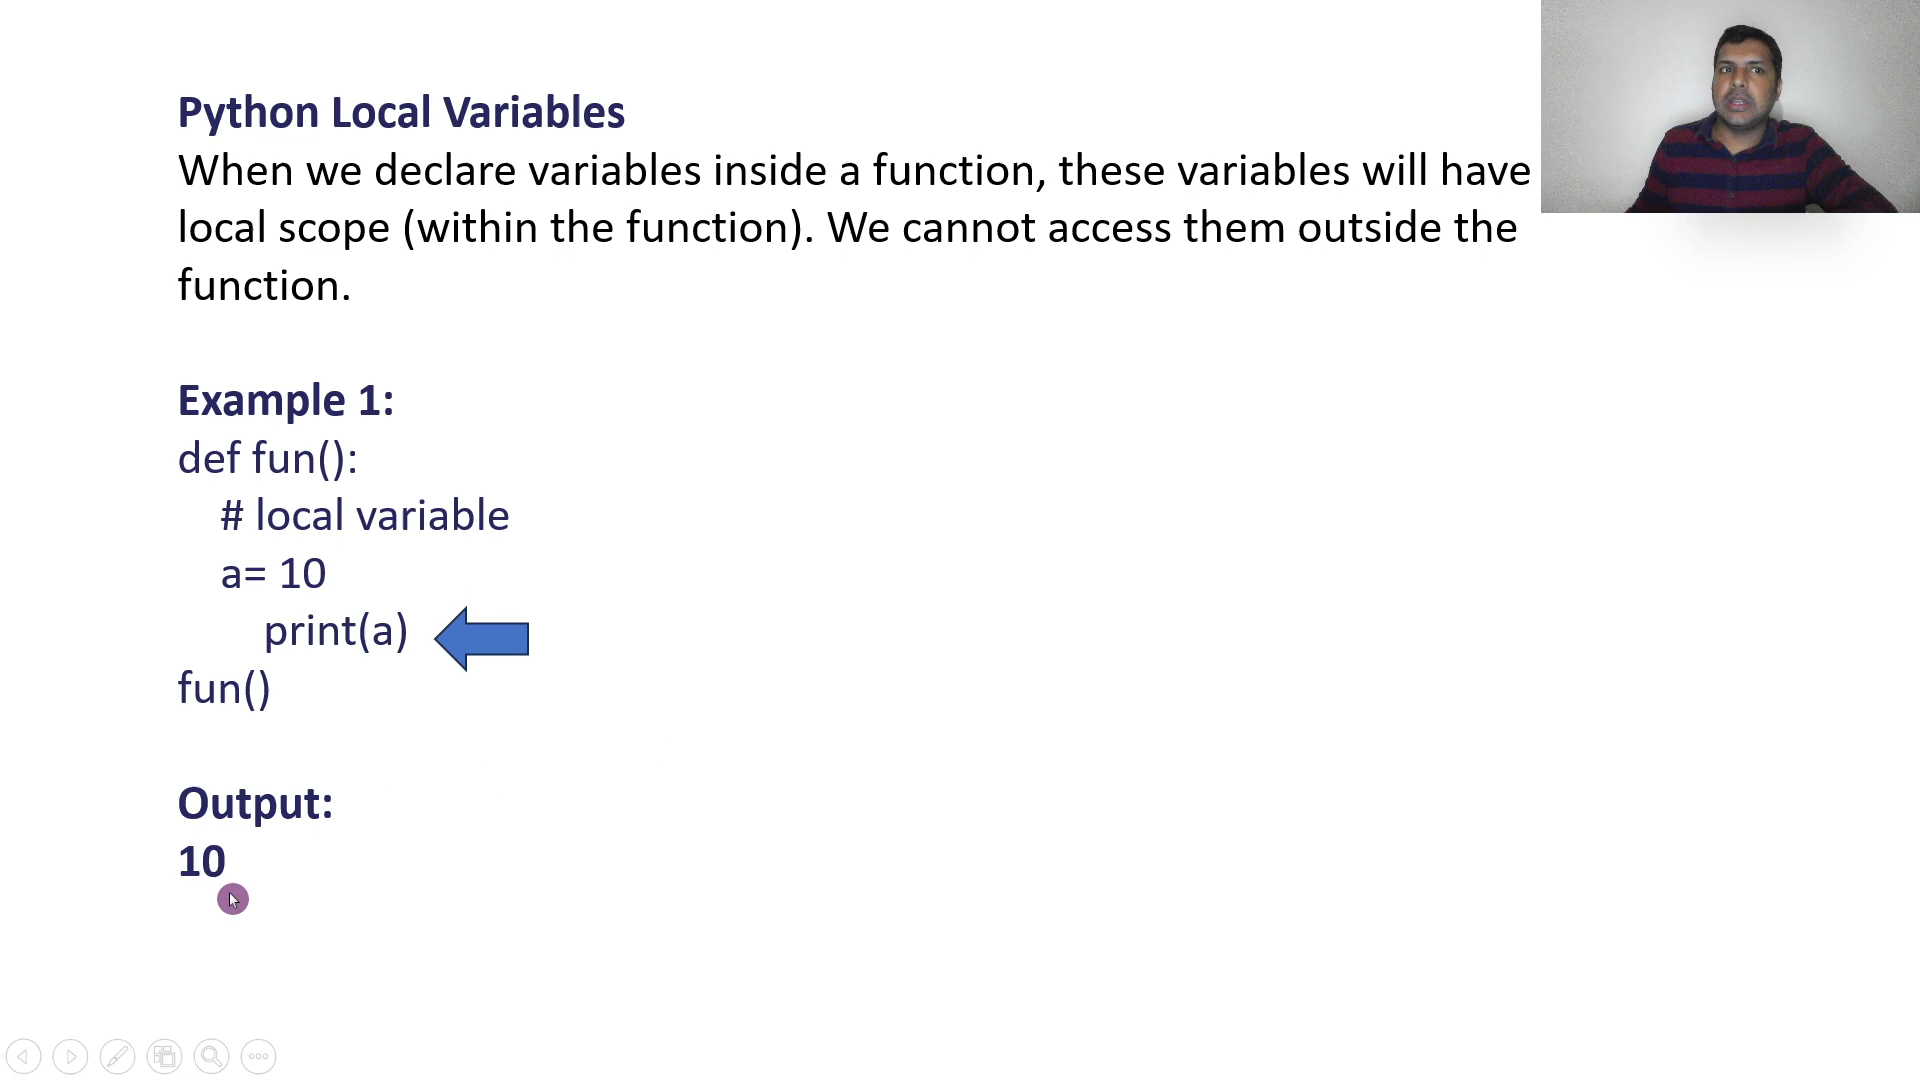 Python Local Variables
When we declare variables inside a function, these variables will have
local scope (within the function). We cannot access them outside the
function.
Example 1:
def fun():
# local variable
a= 10
print(a)
fun()
Output:
10